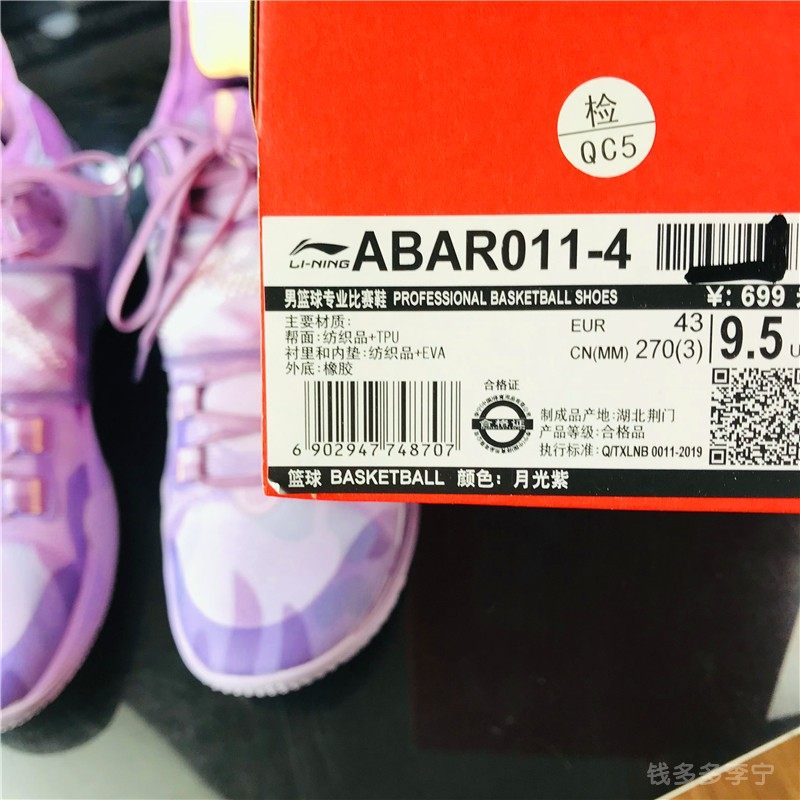 检
QC5
LI-NING ABAR011-4
男篮球专业比赛鞋 PROFESSIONAL BASKETBALL SHOES ¥: 699
主要材质:
帮面:纺织品+TPU
衬里和内垫:纺织品+EVA
外底:橡胶
EUR 43
CN(MM) 270(3)
9.5 U
6 902947 748707
合格证
合格证
制成品产地:湖北荆门
产品等级:合格品
执行标准:Q/TXLNB 0011-2019
篮球 BASKETBALL 颜色:月光紫
钱多多李宁